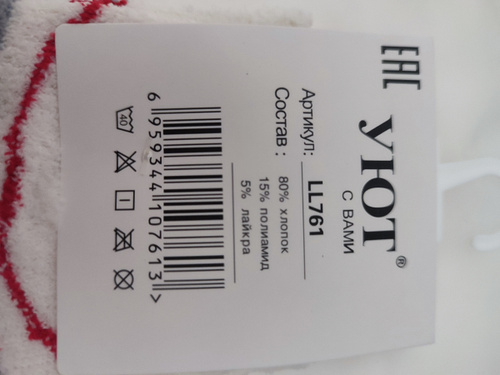 EAC
УЮТ®
С ВАМИ
Артикул: LL761
Состав : 80% хлопок
15% полиамид
5% лайкра
6 959344 107613 >
40